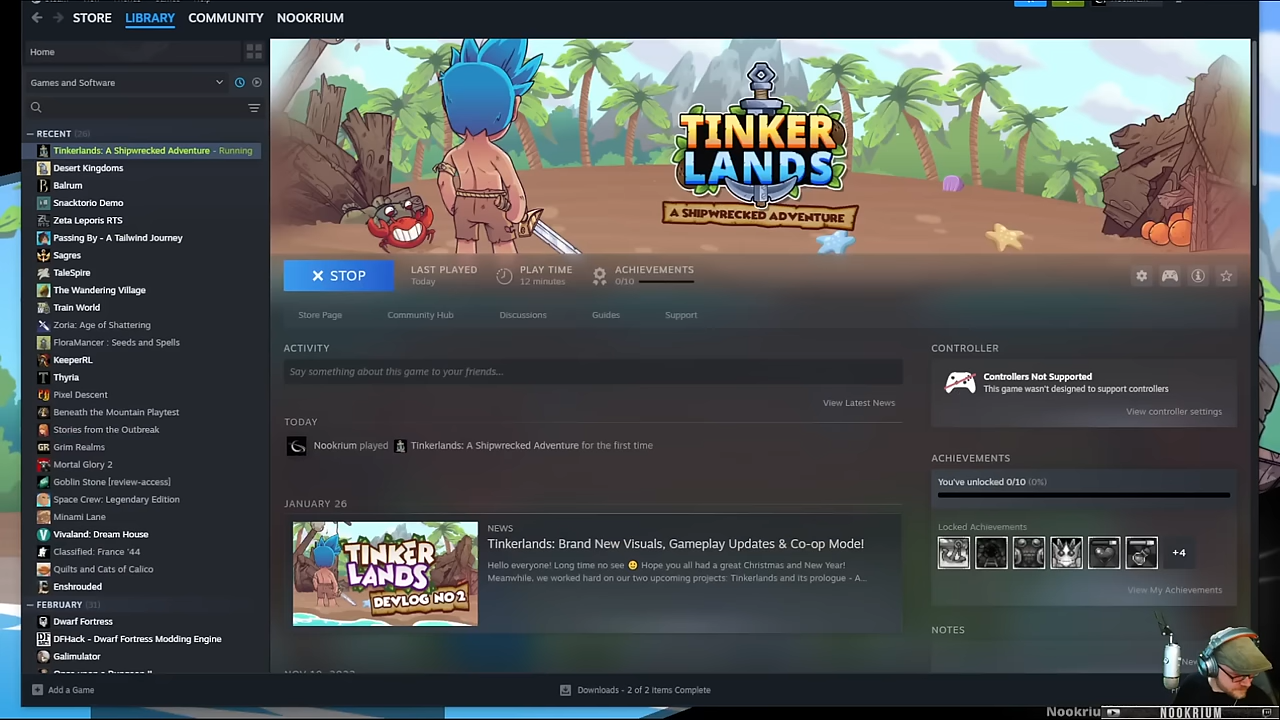 STORE LIBRARY COMMUNITY NOOKRIUM
Home
Games and Software
RECENT (26)
Tinkerlands: A Shipwrecked Adventure - Running
Desert Kingdoms
Balrum
Snacktorio Demo
Zeta Leporis RTS
Passing By - A Tailwind Journey
Sagres
TaleSpire
The Wandering Village
Train World
Zoria: Age of Shattering
FloraMancer : Seeds and Spells
KeeperRL
Thyria
Pixel Descent
Beneath the Mountain Playtest
Stories from the Outbreak
GR Grim Realms
Mortal Glory 2
Goblin Stone [review-access]
Space Crew: Legendary Edition
Minami Lane
Vivaland: Dream House
Classified: France '44
Quilts and Cats of Calico
Enshrouded
FEBRUARY (31)
Dwarf Fortress
DFHack - Dwarf Fortress Modding Engine
Galimulator
Add a Game
TINKER
LANDS
A SHIPWRECKED ADVENTURE
STOP
LAST PLAYED
Today
PLAY TIME
12 minutes
ACHIEVEMENTS
0/10
Store Page Community Hub Discussions Guides Support
ACTIVITY
Say something about this game to your friends...
View Latest News
TODAY
Nookrium played Tinkerlands: A Shipwrecked Adventure for the first time
JANUARY 26
TINKER
LANDS
DEVLOG NO 2
NEWS
Tinkerlands: Brand New Visuals, Gameplay Updates & Co-op Mode!
Hello everyone! Long time no see 🙂 Hope you all had a great Christmas and New Year!
Meanwhile, we worked hard on our two upcoming projects: Tinkerlands and its prologue - A...
CONTROLLER
Controllers Not Supported
This game wasn't designed to support controllers
View controller settings
ACHIEVEMENTS
You've unlocked 0/10 (0%)
Locked Achievements
+4
View My Achievements
NOTES
Downloads - 2 of 2 Items Complete
NOOKRIUM